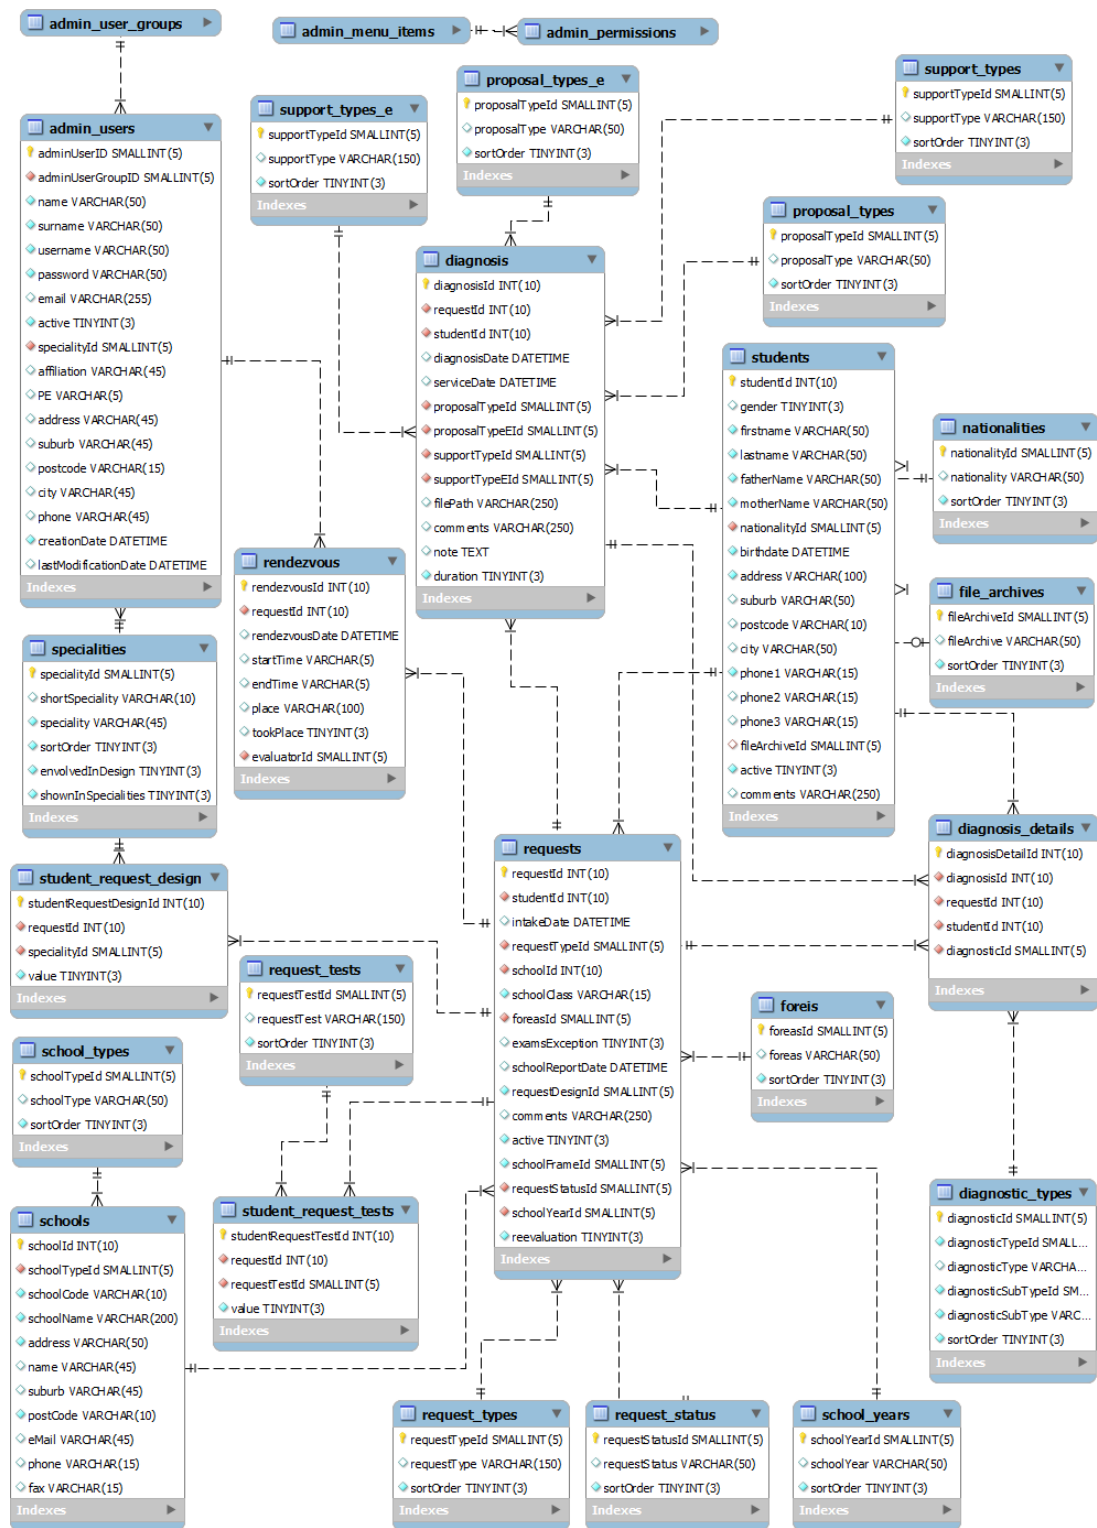 admin_user_groups
admin_menu_items
admin_permissions
support_types
supportTypeId SMALLINT(5)
supportType VARCHAR(150)
sortOrder TINYINT(3)
Indexes
proposal_types_e
proposalTypeId SMALLINT(5)
proposalType VARCHAR(50)
sortOrder TINYINT(3)
Indexes
support_types_e
supportTypeId SMALLINT(5)
supportType VARCHAR(150)
sortOrder TINYINT(3)
Indexes
admin_users
adminUserID SMALLINT(5)
adminUserGroupID SMALLINT(5)
name VARCHAR(50)
surname VARCHAR(50)
username VARCHAR(50)
password VARCHAR(50)
email VARCHAR(255)
active TINYINT(3)
specialityId SMALLINT(5)
affiliation VARCHAR(45)
PE VARCHAR(5)
address VARCHAR(45)
suburb VARCHAR(45)
postcode VARCHAR(15)
city VARCHAR(45)
phone VARCHAR(45)
creationDate DATETIME
lastModificationDate DATETIME
Indexes
proposal_types
proposalTypeId SMALLINT(5)
proposalType VARCHAR(50)
sortOrder TINYINT(3)
Indexes
diagnosis
diagnosisId INT(10)
requestId INT(10)
studentId INT(10)
diagnosisDate DATETIME
serviceDate DATETIME
proposalTypeId SMALLINT(5)
proposalTypeEId SMALLINT(5)
supportTypeId SMALLINT(5)
supportTypeEId SMALLINT(5)
filePath VARCHAR(250)
comments VARCHAR(250)
note TEXT
duration TINYINT(3)
Indexes
students
studentId INT(10)
gender TINYINT(3)
firstname VARCHAR(50)
lastname VARCHAR(50)
fatherName VARCHAR(50)
motherName VARCHAR(50)
nationalityId SMALLINT(5)
birthdate DATETIME
address VARCHAR(100)
suburb VARCHAR(50)
postcode VARCHAR(10)
city VARCHAR(50)
phone1 VARCHAR(15)
phone2 VARCHAR(15)
phone3 VARCHAR(15)
fileArchiveId SMALLINT(5)
active TINYINT(3)
comments VARCHAR(250)
Indexes
nationalities
nationalityId SMALLINT(5)
nationality VARCHAR(50)
sortOrder TINYINT(3)
Indexes
file_archives
fileArchiveId SMALLINT(5)
fileArchive VARCHAR(50)
sortOrder TINYINT(3)
Indexes
rendezvous
rendezvousId INT(10)
requestId INT(10)
rendezvousDate DATETIME
startTime VARCHAR(5)
endTime VARCHAR(5)
place VARCHAR(100)
tookPlace TINYINT(3)
evaluatorId SMALLINT(5)
Indexes
specialities
specialityId SMALLINT(5)
shortSpeciality VARCHAR(10)
speciality VARCHAR(45)
sortOrder TINYINT(3)
envolvedInDesign TINYINT(3)
shownInSpecialities TINYINT(3)
Indexes
student_request_design
studentRequestDesignId INT(10)
requestId INT(10)
specialityId SMALLINT(5)
value TINYINT(3)
Indexes
requests
requestId INT(10)
studentId INT(10)
intakeDate DATETIME
requestTypeId SMALLINT(5)
schoolId INT(10)
schoolClass VARCHAR(15)
foreasId SMALLINT(5)
examsException TINYINT(3)
schoolReportDate DATETIME
requestDesignId SMALLINT(5)
comments VARCHAR(250)
active TINYINT(3)
schoolFrameId SMALLINT(5)
requestStatusId SMALLINT(5)
schoolYearId SMALLINT(5)
reevaluation TINYINT(3)
Indexes
diagnosis_details
diagnosisDetailId INT(10)
diagnosisId INT(10)
requestId INT(10)
studentId INT(10)
diagnosticId SMALLINT(5)
Indexes
request_tests
requestTestId SMALLINT(5)
requestTest VARCHAR(150)
sortOrder TINYINT(3)
Indexes
foreis
foreasId SMALLINT(5)
foreas VARCHAR(50)
sortOrder TINYINT(3)
Indexes
school_types
schoolTypeId SMALLINT(5)
schoolType VARCHAR(50)
sortOrder TINYINT(3)
Indexes
student_request_tests
studentRequestTestId INT(10)
requestId INT(10)
requestTestId SMALLINT(5)
value TINYINT(3)
Indexes
schools
schoolId INT(10)
schoolTypeId SMALLINT(5)
schoolCode VARCHAR(10)
schoolName VARCHAR(200)
address VARCHAR(50)
name VARCHAR(45)
suburb VARCHAR(45)
postCode VARCHAR(10)
eMail VARCHAR(45)
phone VARCHAR(15)
fax VARCHAR(15)
Indexes
diagnostic_types
diagnosticId SMALLINT(5)
diagnosticTypeId SMALL...
diagnosticType VARCHA...
diagnosticSubTypeId SM...
diagnosticSubType VARC...
sortOrder TINYINT(3)
Indexes
request_types
requestTypeId SMALLINT(5)
requestType VARCHAR(150)
sortOrder TINYINT(3)
Indexes
request_status
requestStatusId SMALLINT(5)
requestStatus VARCHAR(50)
sortOrder TINYINT(3)
Indexes
school_years
schoolYearId SMALLINT(5)
schoolYear VARCHAR(50)
sortOrder TINYINT(3)
Indexes